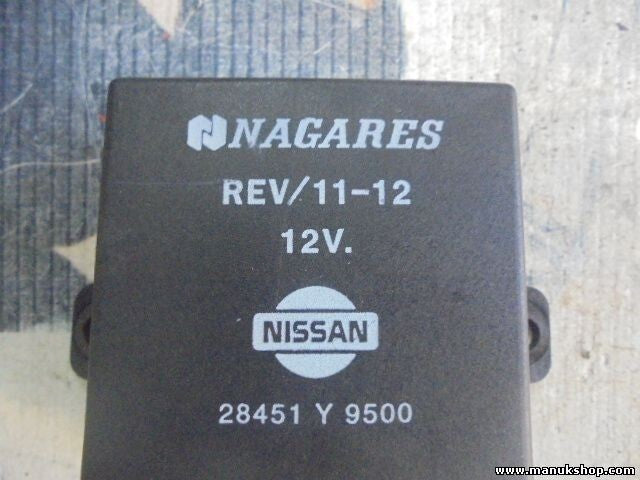 NAGARES
REV/11-12
12V.
NISSAN
28451 Y 9500
www.manukshop.com